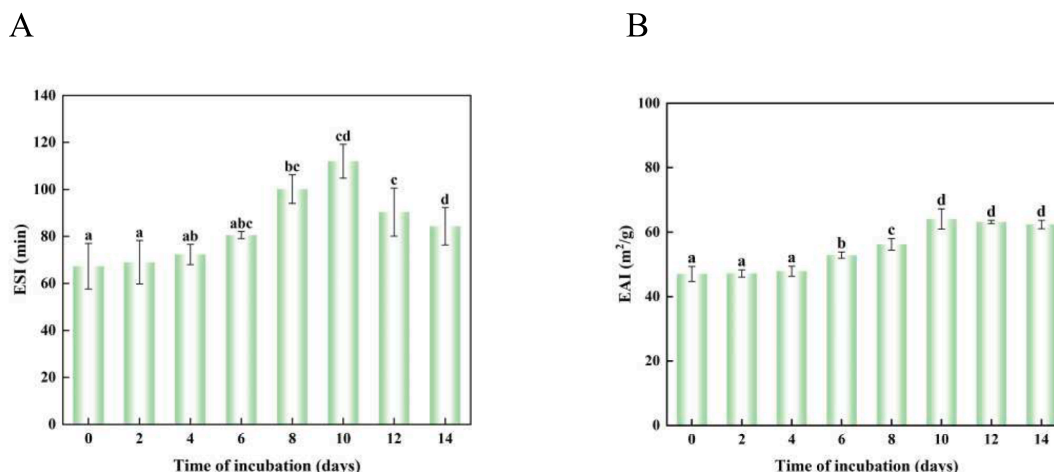 A
B
140
120
100
80
60
40
20
0
ESI (min)
a
a
ab
abc
bc
cd
c
d
0 2 4 6 8 10 12 14
Time of incubation (days)
100
80
60
40
20
0
EAI (m²/g)
a
a
a
b
c
d
d
d
0 2 4 6 8 10 12 14
Time of incubation (days)